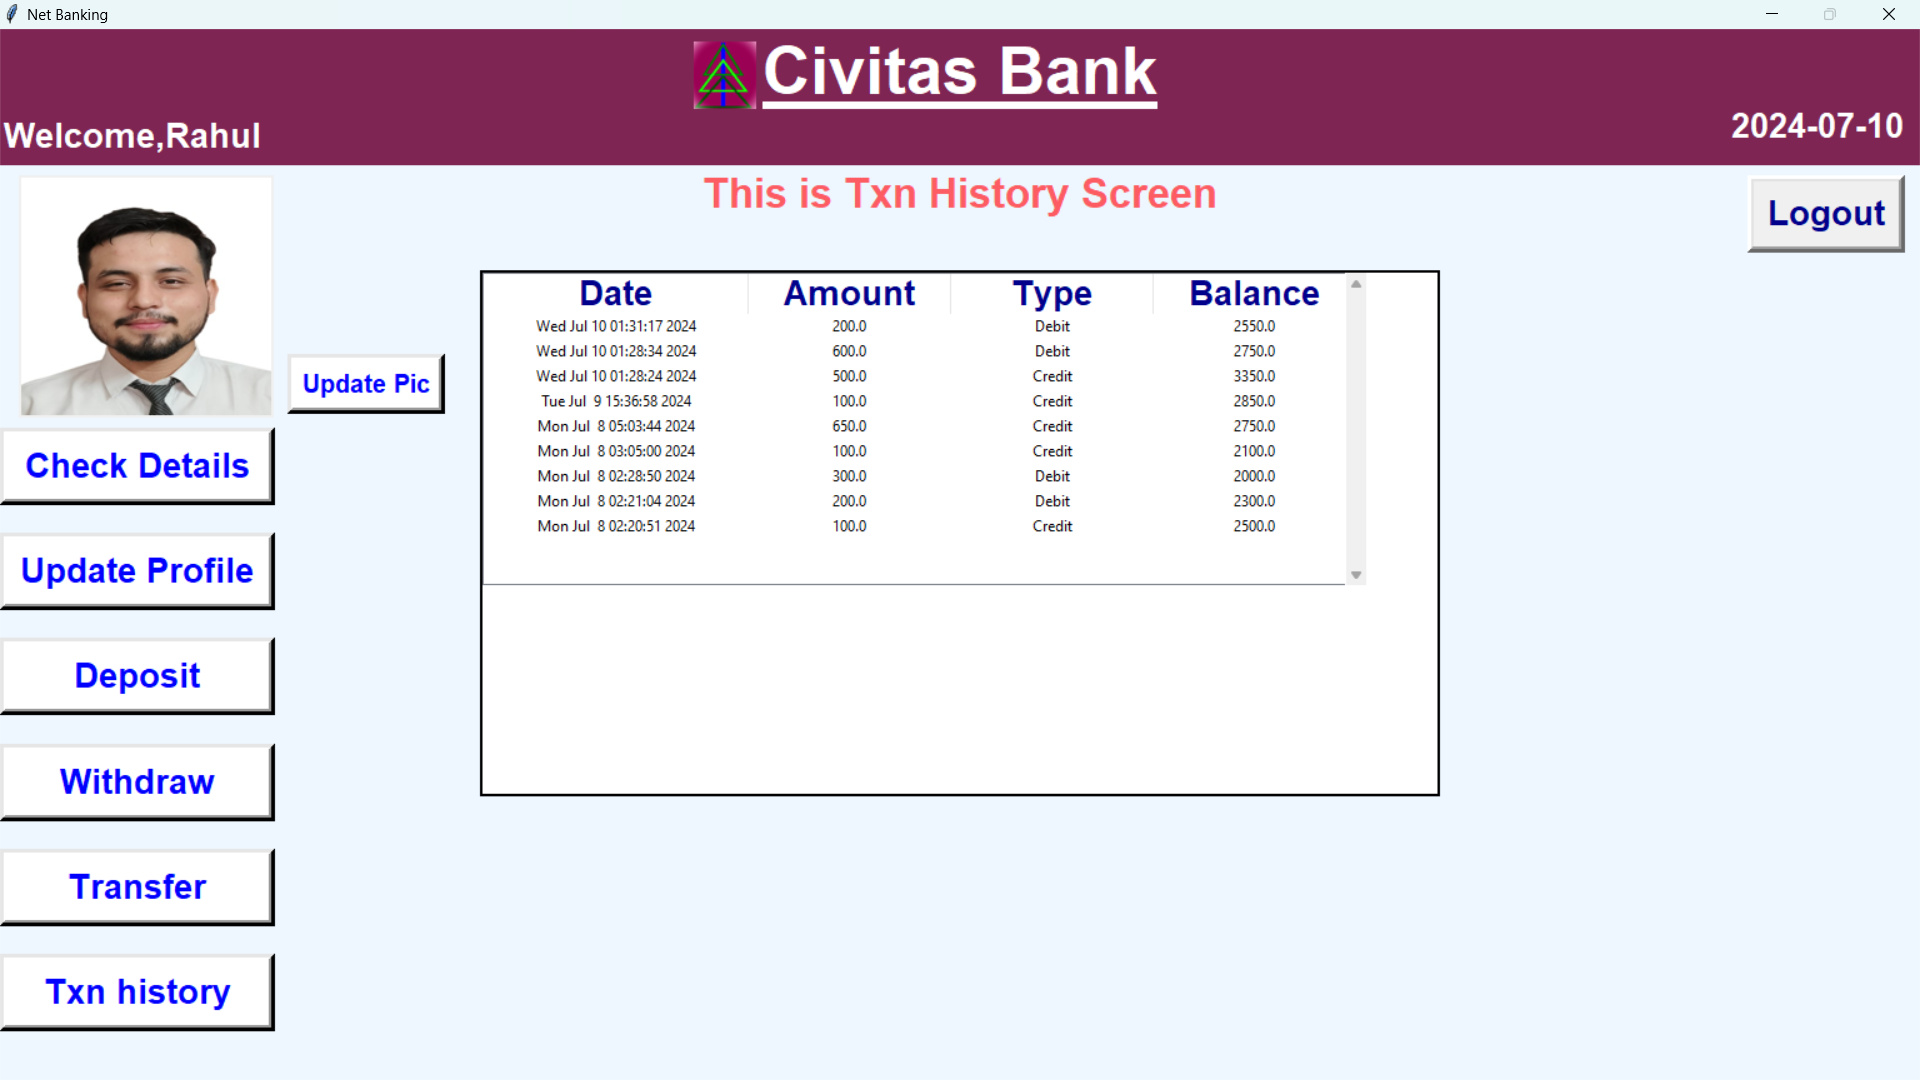 Net Banking
Civitas Bank
Welcome,Rahul
2024-07-10
This is Txn History Screen
Logout
Update Pic
Check Details
Update Profile
Deposit
Withdraw
Transfer
Txn history
Date Amount Type Balance
Wed Jul 10 01:31:17 2024 200.0 Debit 2550.0
Wed Jul 10 01:28:34 2024 600.0 Debit 2750.0
Wed Jul 10 01:28:24 2024 500.0 Credit 3350.0
Tue Jul  9 15:36:58 2024 100.0 Credit 2850.0
Mon Jul  8 05:03:44 2024 650.0 Credit 2750.0
Mon Jul  8 03:05:00 2024 100.0 Credit 2100.0
Mon Jul  8 02:28:50 2024 300.0 Debit 2000.0
Mon Jul  8 02:21:04 2024 200.0 Debit 2300.0
Mon Jul  8 02:20:51 2024 100.0 Credit 2500.0